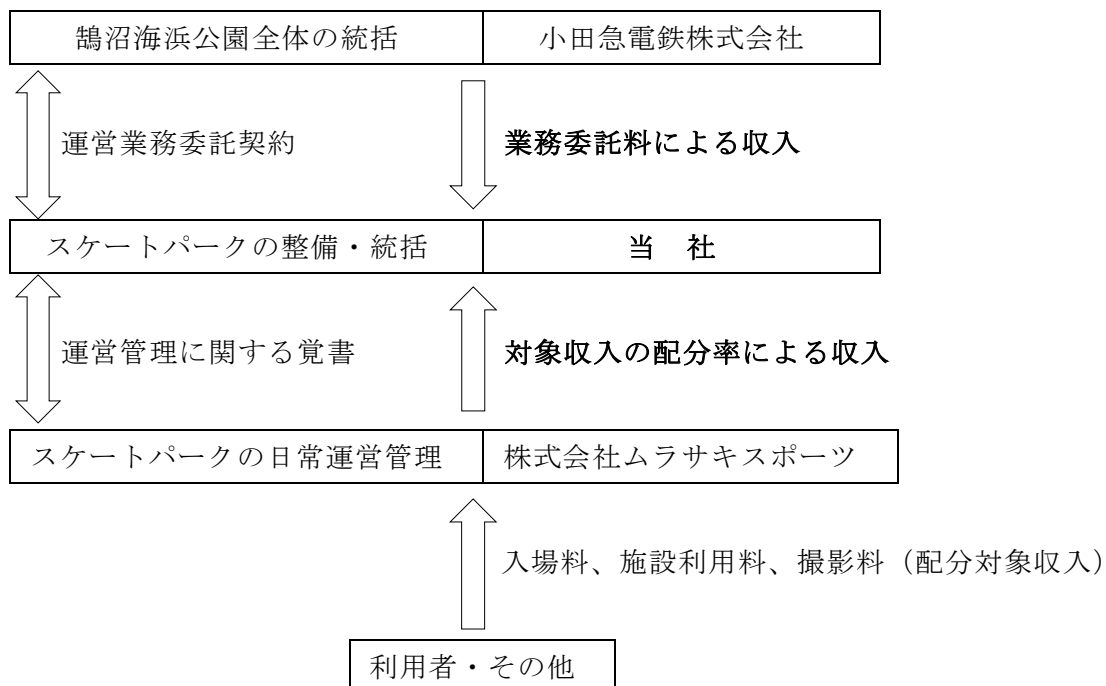 鵠沼海浜公園全体の統括 小田急電鉄株式会社
運営業務委託契約 業務委託料による収入
スケートパークの整備・統括 当 社
運営管理に関する覚書 対象収入の配分率による収入
スケートパークの日常運営管理 株式会社ムラサキスポーツ
入場料、施設利用料、撮影料（配分対象収入）
利用者・その他